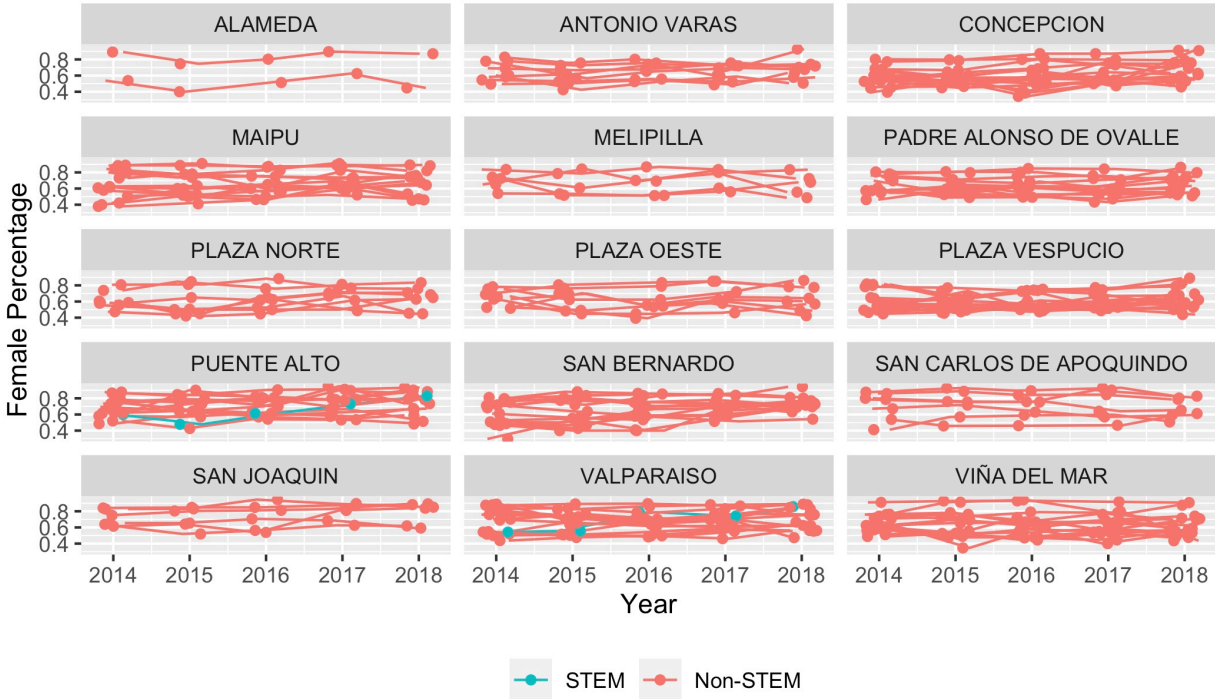 ALAMEDA ANTONIO VARAS CONCEPCION
0.8
0.6
0.4
MAIPU MELIPILLA PADRE ALONSO DE OVALLE
0.8
0.6
0.4
PLAZA NORTE PLAZA OESTE PLAZA VESPUCIO
0.8
0.6
0.4
Female Percentage
PUENTE ALTO SAN BERNARDO SAN CARLOS DE APOQUINDO
0.8
0.6
0.4
SAN JOAQUIN VALPARAISO VIÑA DEL MAR
0.8
0.6
0.4
2014 2015 2016 2017 2018 2014 2015 2016 2017 2018 2014 2015 2016 2017 2018
Year
STEM Non-STEM